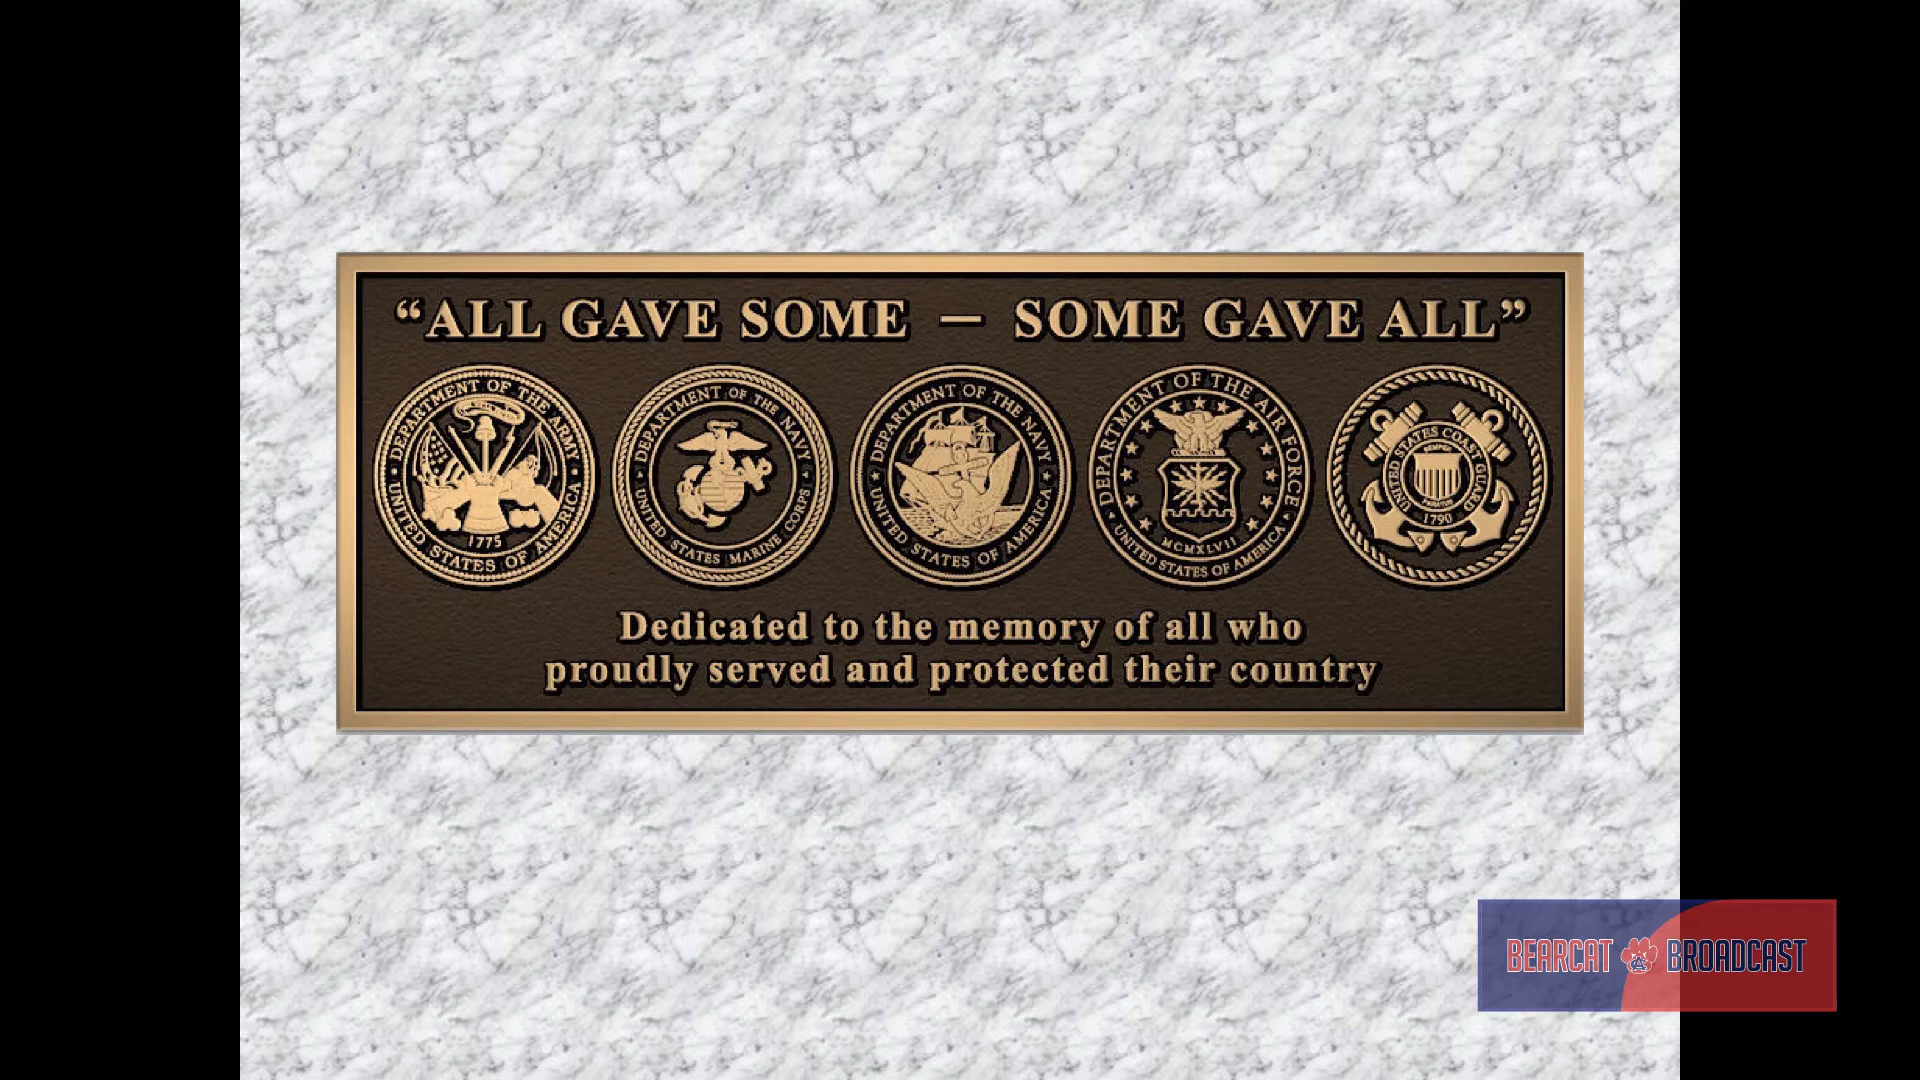 “ALL GAVE SOME — SOME GAVE ALL”
DEPARTMENT OF THE ARMY
UNITED STATES OF AMERICA
1775
DEPARTMENT OF THE NAVY
UNITED STATES MARINE CORPS
DEPARTMENT OF THE NAVY
UNITED STATES OF AMERICA
DEPARTMENT OF THE AIR FORCE
MCMXLVII
UNITED STATES OF AMERICA
UNITED STATES COAST GUARD
1790
Dedicated to the memory of all who
proudly served and protected their country
BEARCAT BROADCAST